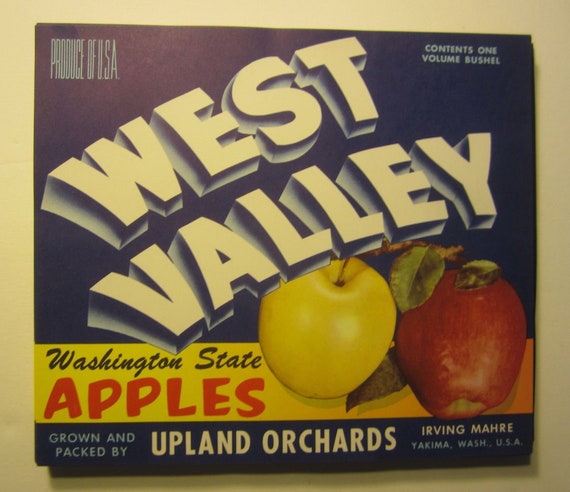 PRODUCE OF U.S.A.
CONTENTS ONE
VOLUME BUSHEL
WEST
VALLEY
Washington State
APPLES
GROWN AND
PACKED BY
UPLAND ORCHARDS
IRVING MAHRE
YAKIMA, WASH., U.S.A.